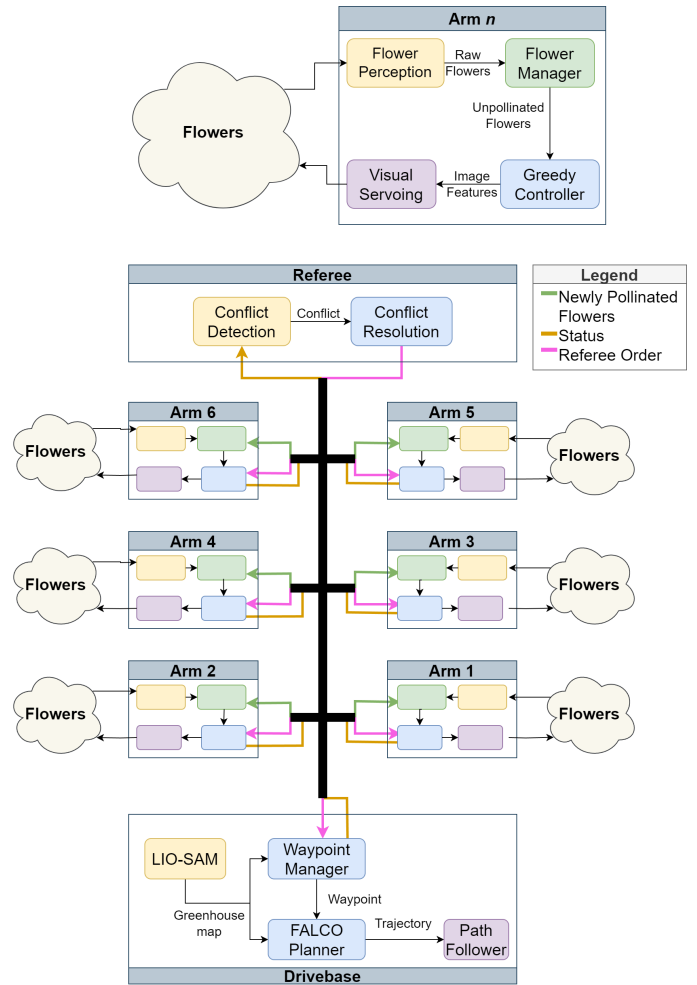 Arm n
Flower
Perception
Raw
Flowers
Flower
Manager
Flowers
Unpollinated
Flowers
Visual
Servoing
Image
Features
Greedy
Controller
Referee
Conflict
Detection
Conflict
Conflict
Resolution
Legend
Newly Pollinated
Flowers
Status
Referee Order
Arm 6
Arm 5
Flowers
Flowers
Arm 4
Arm 3
Flowers
Flowers
Arm 2
Arm 1
Flowers
Flowers
LIO-SAM
Waypoint
Manager
Greenhouse
map
Waypoint
FALCO
Planner
Trajectory
Path
Follower
Drivebase